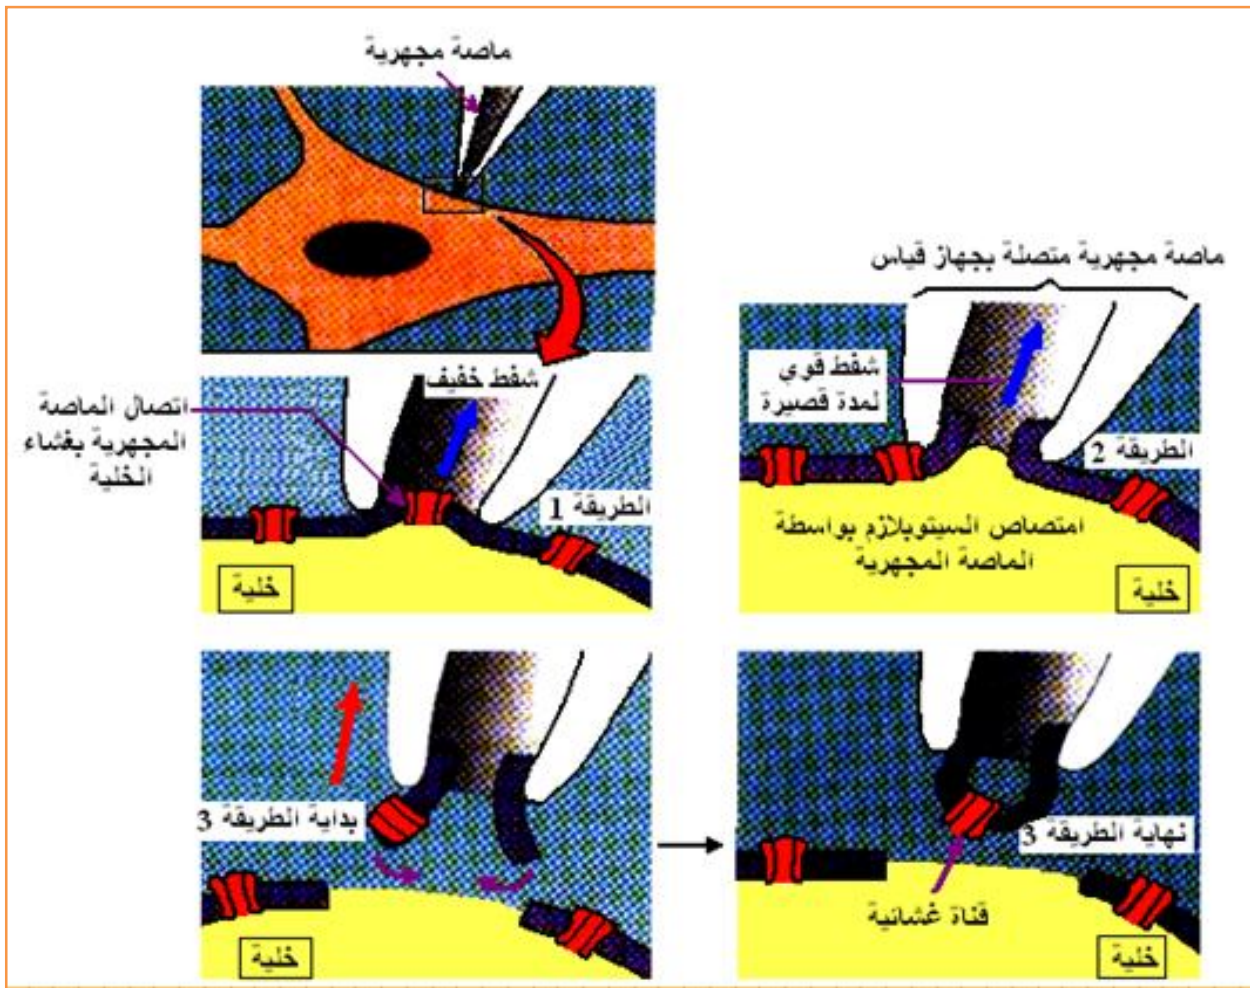 ماصة مجهرية
ماصة مجهرية متصلة بجهاز قياس
شفط خفيف
اتصال الماصة
المجهرية بغشاء
الخلية
الطريقة 1
خلية
شفط قوي
لمدة قصيرة
الطريقة 2
امتصاص السيتوبلازم بواسطة
الماصة المجهرية
خلية
بداية الطريقة 3
خلية
نهاية الطريقة 3
قناة غشائية
خلية